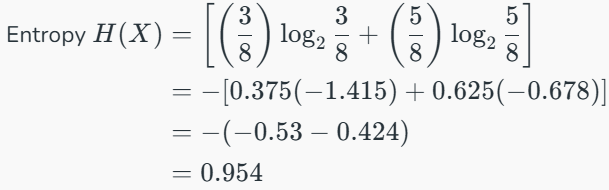 Entropy H(X) = [(3/8) log₂ 3/8 + (5/8) log₂ 5/8]
= −[0.375(−1.415) + 0.625(−0.678)]
= −(−0.53 − 0.424)
= 0.954